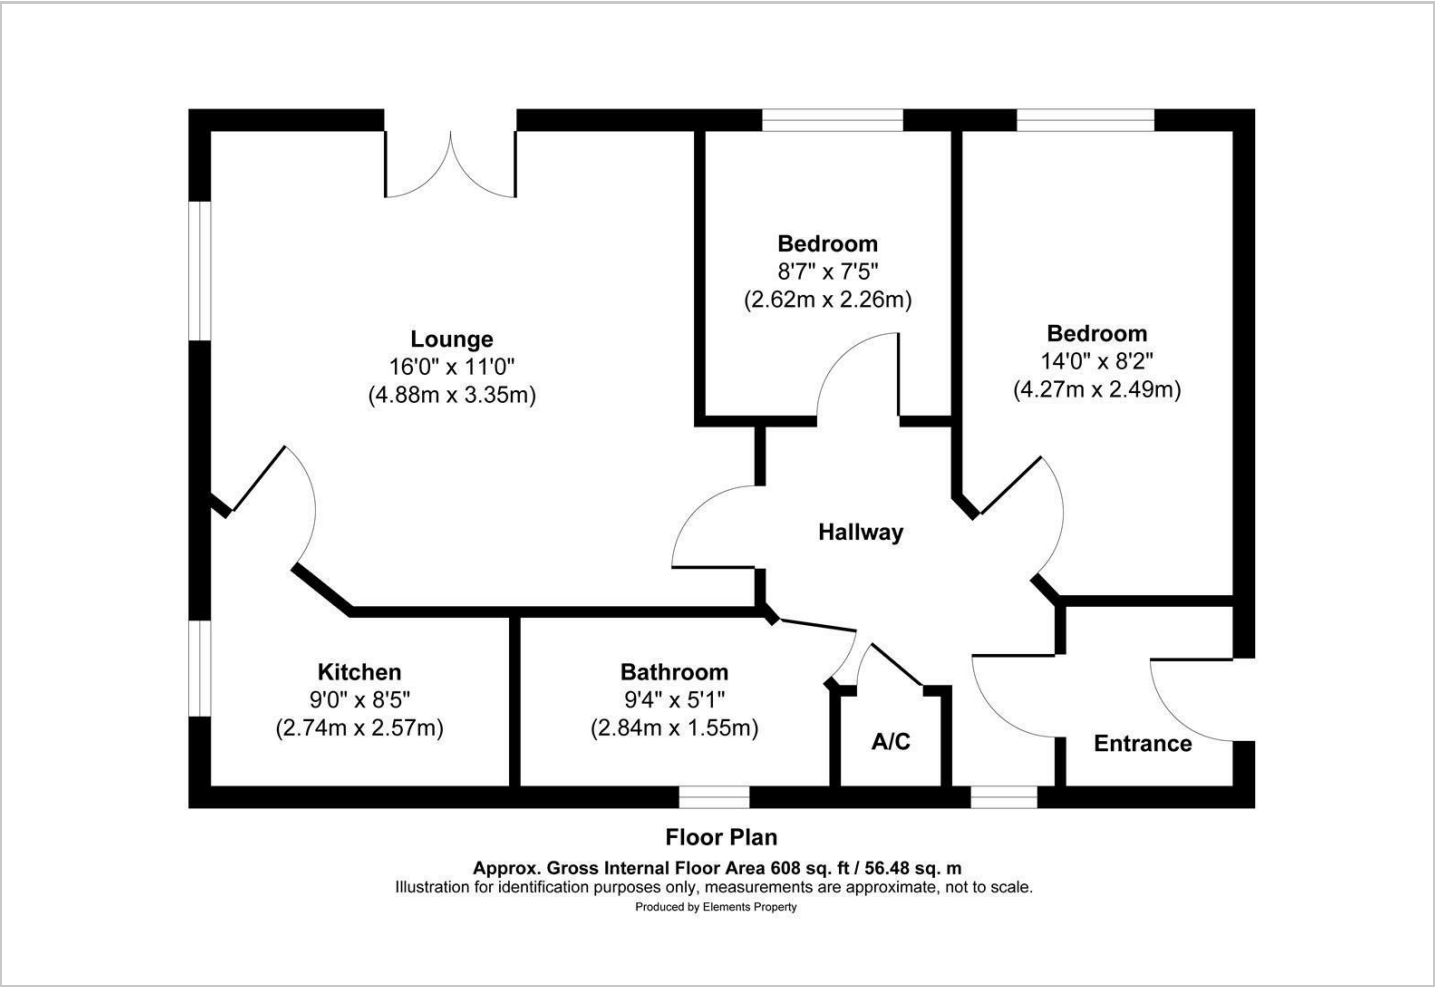 Bedroom
8'7" x 7'5"
(2.62m x 2.26m)
Lounge
16'0" x 11'0"
(4.88m x 3.35m)
Bedroom
14'0" x 8'2"
(4.27m x 2.49m)
Hallway
Kitchen
9'0" x 8'5"
(2.74m x 2.57m)
Bathroom
9'4" x 5'1"
(2.84m x 1.55m)
A/C
Entrance
Floor Plan
Approx. Gross Internal Floor Area 608 sq. ft / 56.48 sq. m
Illustration for identification purposes only, measurements are approximate, not to scale.
Produced by Elements Property